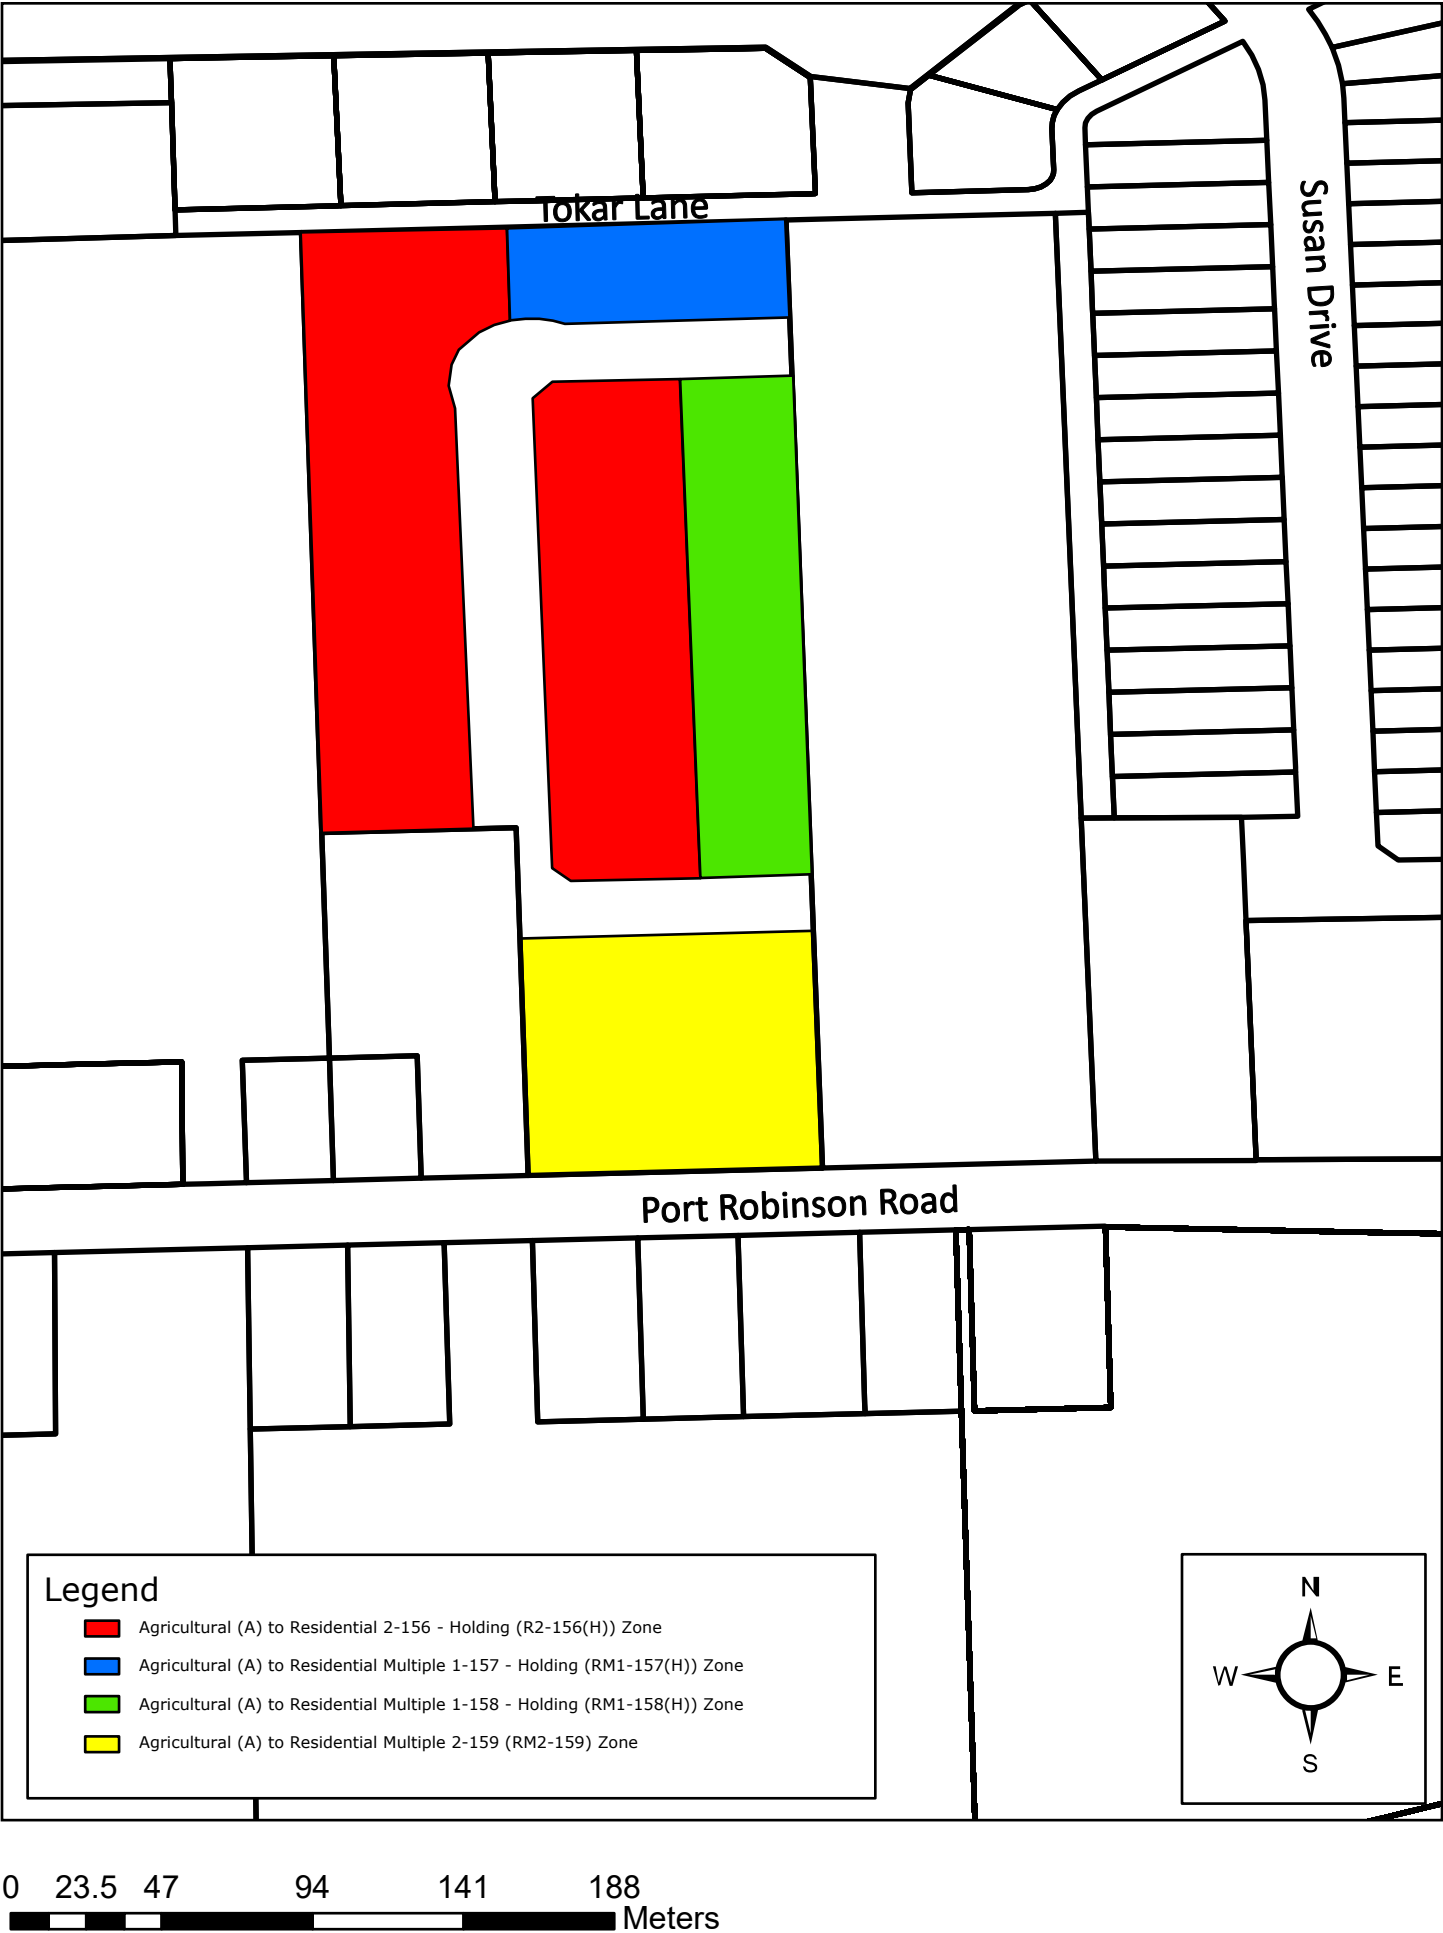 Tokar Lane
Susan Drive
Port Robinson Road
Legend
Agricultural (A) to Residential 2-156 - Holding (R2-156(H)) Zone
Agricultural (A) to Residential Multiple 1-157 - Holding (RM1-157(H)) Zone
Agricultural (A) to Residential Multiple 1-158 - Holding (RM1-158(H)) Zone
Agricultural (A) to Residential Multiple 2-159 (RM2-159) Zone
N
W E
S
0 23.5 47 94 141 188
Meters